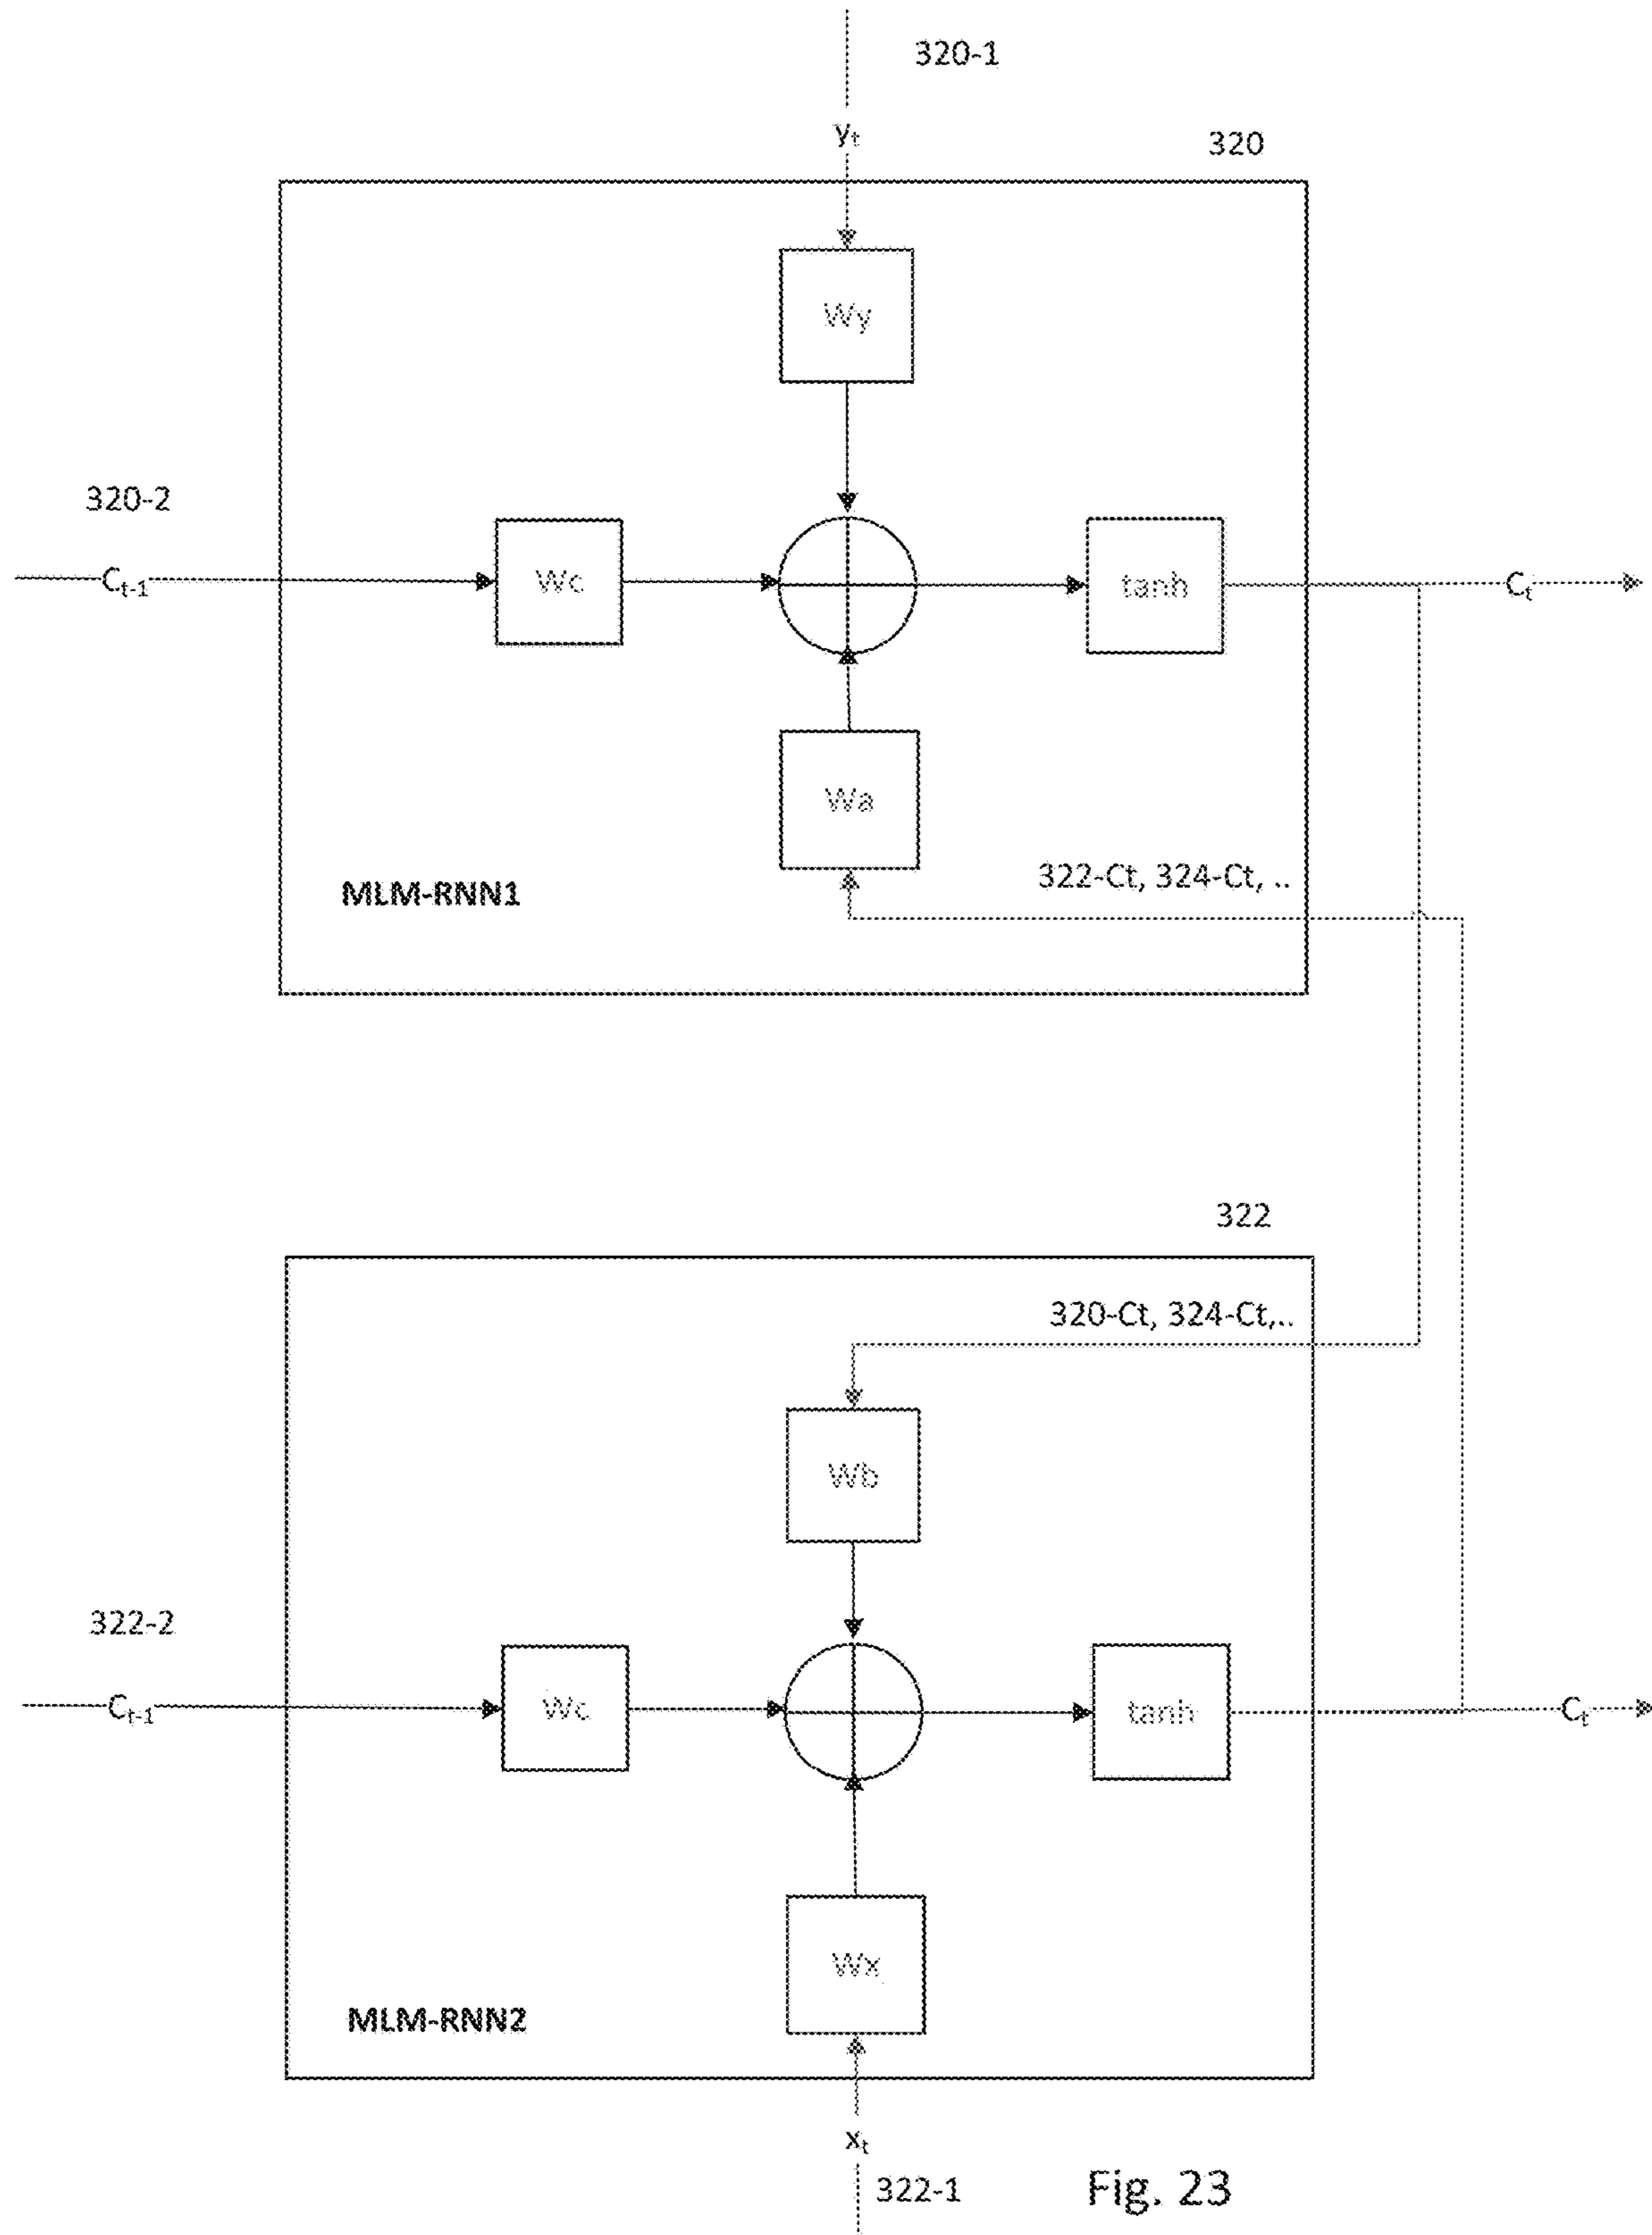 320-1
yt
320
Wy
320-2
Ct-1
Wc
tanh
Ct
Wa
322-Ct, 324-Ct, ..
MLM-RNN1
322
320-Ct, 324-Ct,..
Wb
322-2
Ct-1
Wc
tanh
Ct
Wx
MLM-RNN2
xt
322-1
Fig. 23